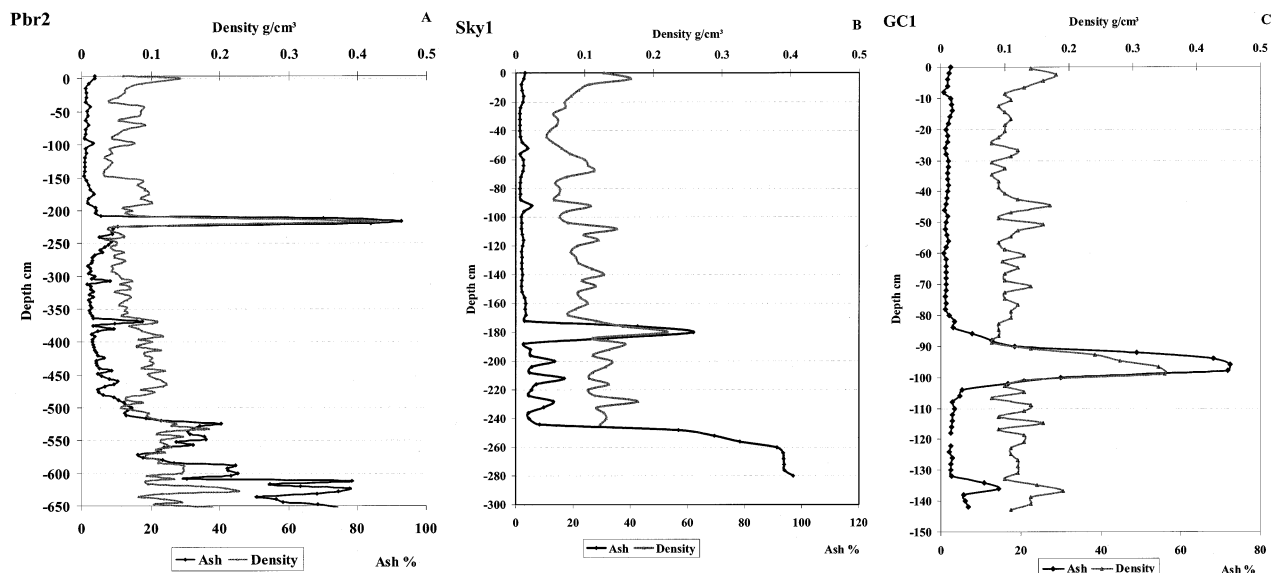 Pbr2
A
Density g/cm³
0 0.1 0.2 0.3 0.4 0.5
0
-50
-100
-150
-200
-250
-300
-350
-400
-450
-500
-550
-600
-650
Depth cm
0 20 40 60 80 100
Ash Density
Ash %
Sky1
B
Density g/cm³
0 0.1 0.2 0.3 0.4 0.5
0
-20
-40
-60
-80
-100
-120
-140
-160
-180
-200
-220
-240
-260
-280
-300
Depth cm
0 20 40 60 80 100 120
Ash Density
Ash %
GC1
C
Density g/cm³
0 0.1 0.2 0.3 0.4 0.5
0
-10
-20
-30
-40
-50
-60
-70
-80
-90
-100
-110
-120
-130
-140
-150
Depth cm
0 20 40 60 80
Ash Density
Ash %